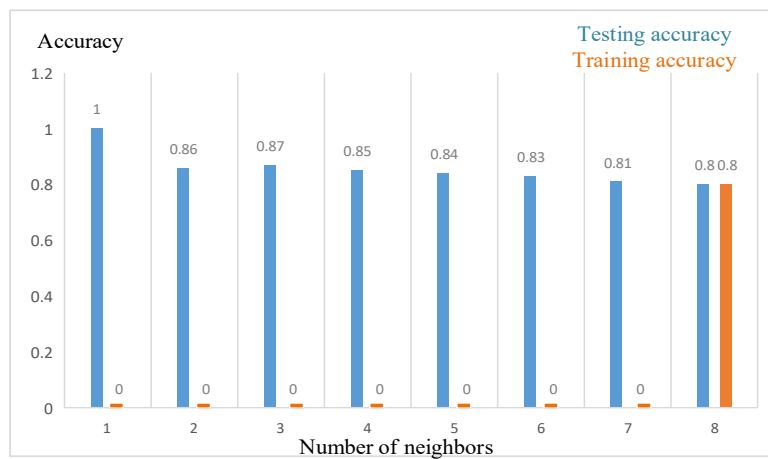 Accuracy
Testing accuracy
Training accuracy
1.2
1
0.8
0.6
0.4
0.2
0
1
0.86
0.87
0.85
0.84
0.83
0.81
0.8 0.8
0 0 0 0 0 0 0
1 2 3 4 5 6 7 8
Number of neighbors